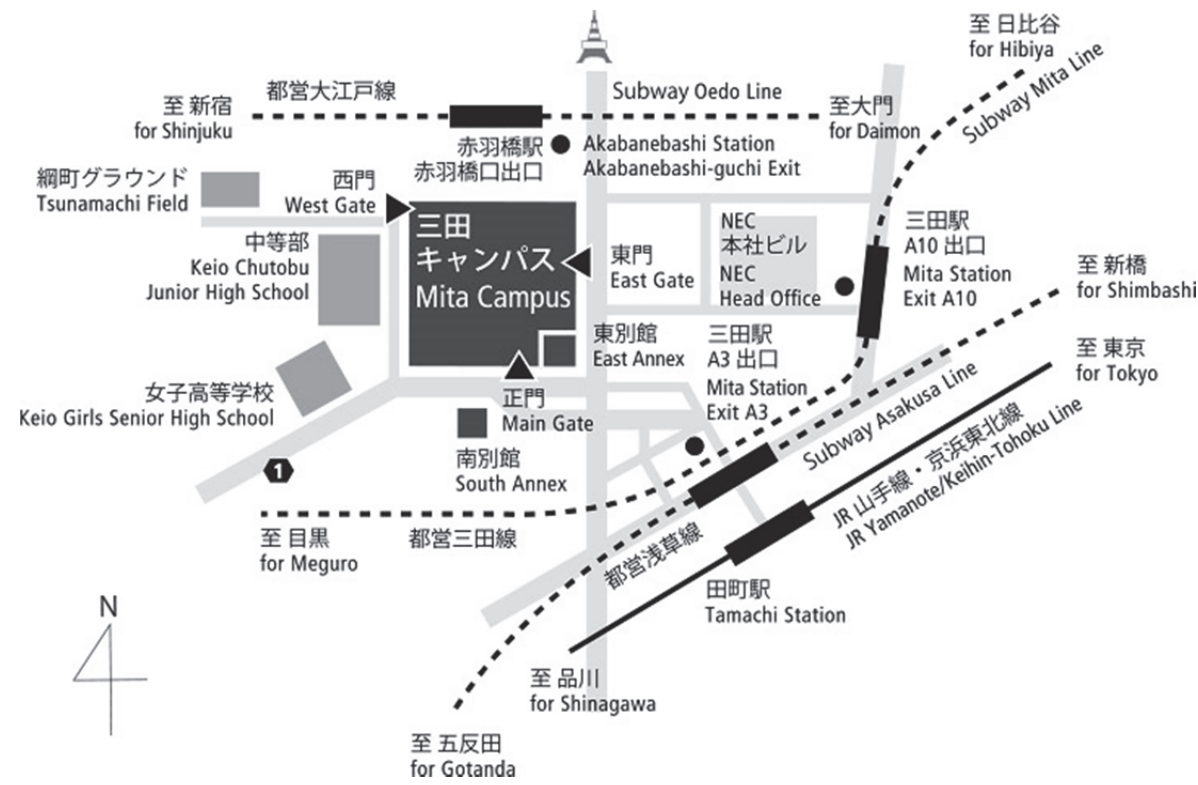 至 日比谷
for Hibiya
Subway Mita Line
都営大江戸線
Subway Oedo Line
至 新宿
for Shinjuku
至大門
for Daimon
赤羽橋駅
赤羽橋口出口
Akabanebashi Station
Akabanebashi-guchi Exit
綱町グラウンド
Tsunamachi Field
西門
West Gate
三田
キャンパス
Mita Campus
東門
East Gate
NEC
本社ビル
NEC
Head Office
三田駅
A10 出口
Mita Station
Exit A10
中等部
Keio Chutobu
Junior High School
至 新橋
for Shimbashi
東別館
East Annex
三田駅
A3 出口
Mita Station
Exit A3
至 東京
for Tokyo
女子高等学校
Keio Girls Senior High School
正門
Main Gate
Subway Asakusa Line
JR 山手線・京浜東北線
JR Yamanote/Keihin-Tohoku Line
南別館
South Annex
1
至 目黒
for Meguro
都営三田線
都営浅草線
田町駅
Tamachi Station
N
至 品川
for Shinagawa
至 五反田
for Gotanda